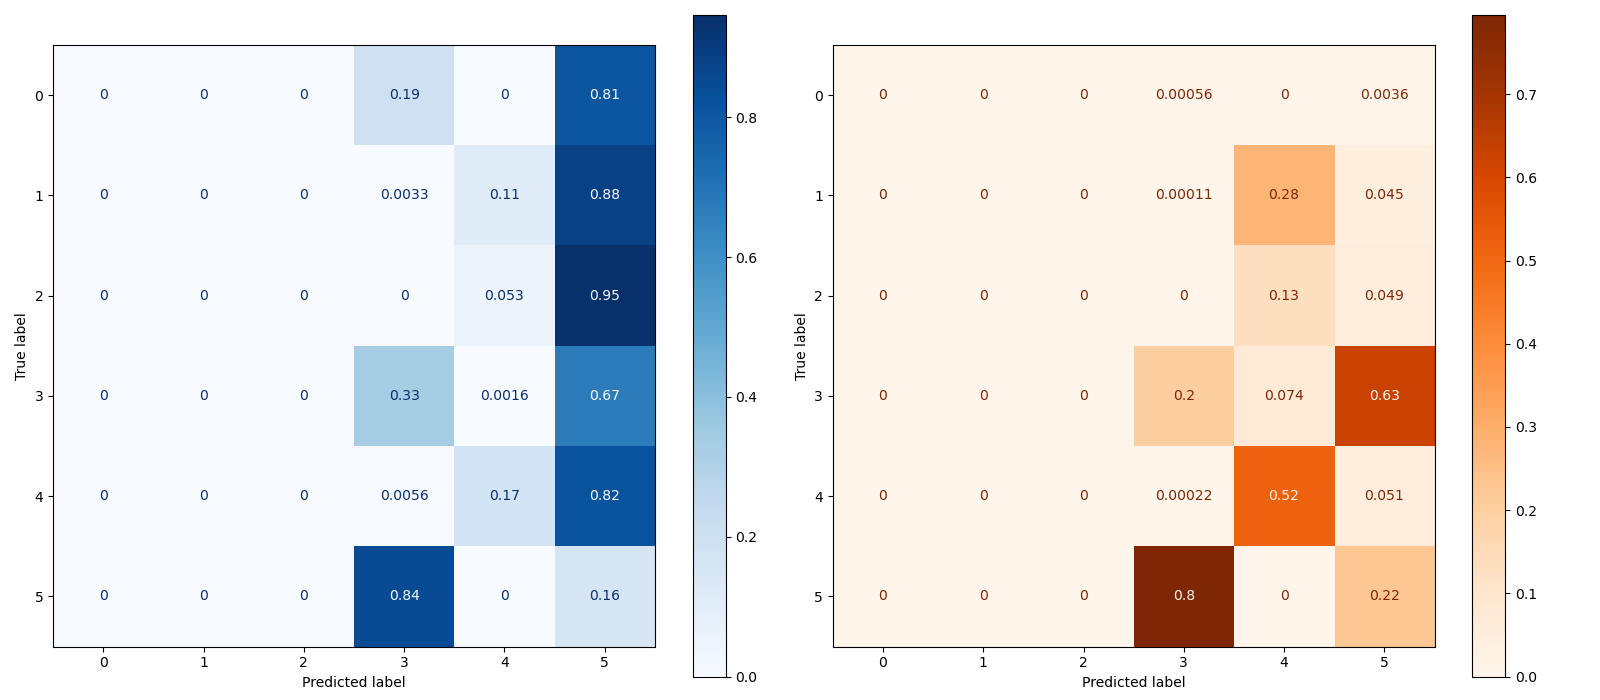 0 0 0 0 0.19 0 0.81
1 0 0 0 0.0033 0.11 0.88
2 0 0 0 0 0.053 0.95
True label
3 0 0 0 0.33 0.0016 0.67
4 0 0 0 0.0056 0.17 0.82
5 0 0 0 0.84 0 0.16
0 1 2 3 4 5
Predicted label
0.8
0.6
0.4
0.2
0.0
0 0 0 0 0.00056 0 0.0036
1 0 0 0 0.00011 0.28 0.045
2 0 0 0 0 0.13 0.049
True label
3 0 0 0 0.2 0.074 0.63
4 0 0 0 0.00022 0.52 0.051
5 0 0 0 0.8 0 0.22
0 1 2 3 4 5
Predicted label
0.7
0.6
0.5
0.4
0.3
0.2
0.1
0.0